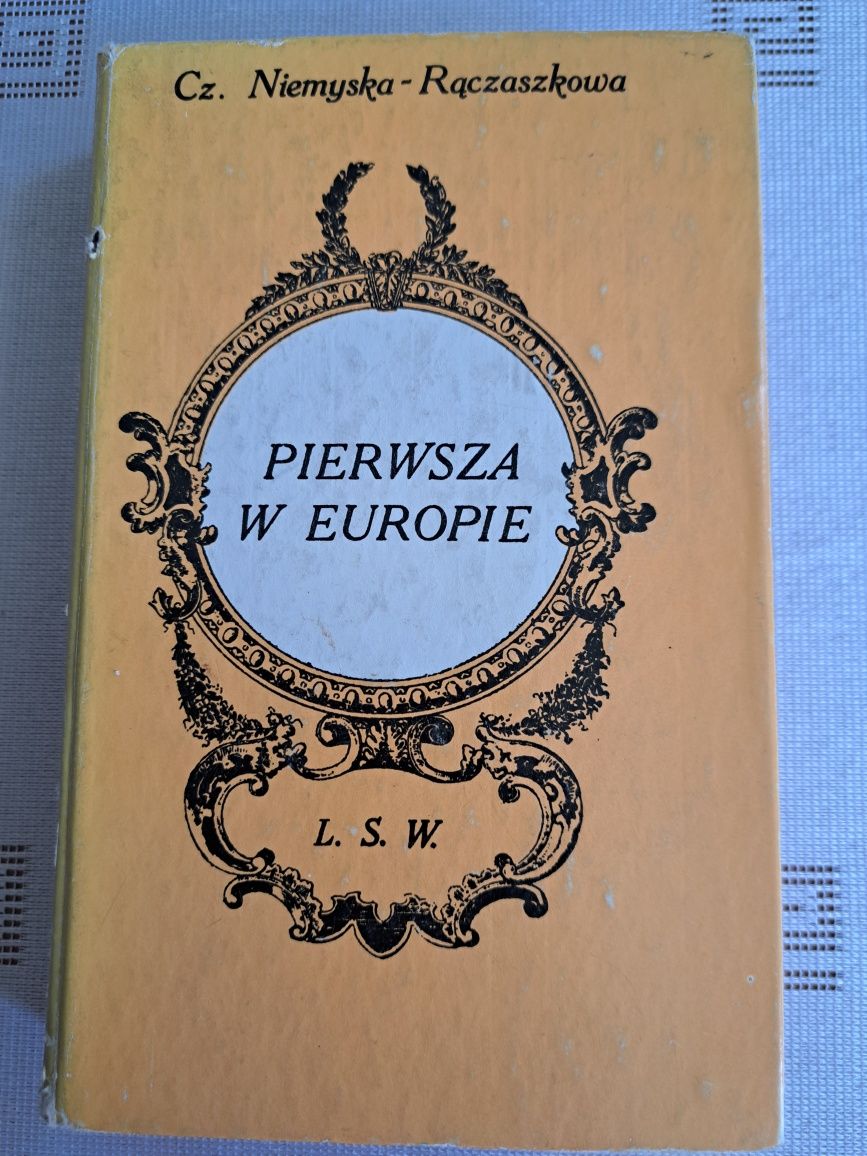 Cz. Niemyska-Rączaszkowa
PIERWSZA
W EUROPIE
L. S. W.